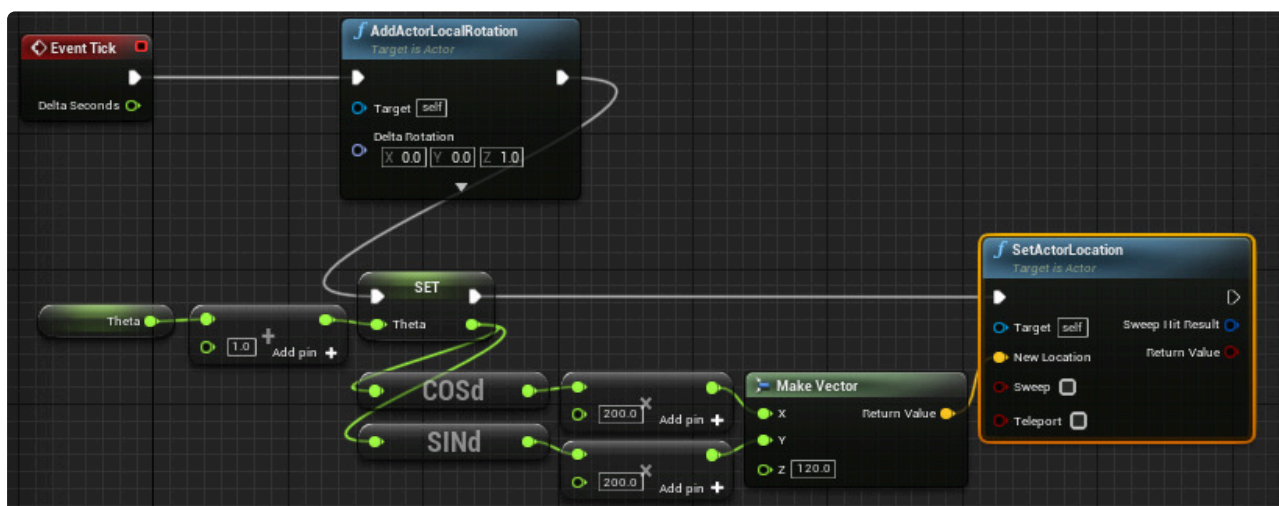 Event Tick
Delta Seconds
AddActorLocalRotation
Target is Actor
Target self
Delta Rotation
X 0.0 Y 0.0 Z 1.0
SET
Theta
Theta
1.0 + Add pin +
COSd
SINd
200.0 × Add pin +
200.0 × Add pin +
Make Vector
X Return Value
Y
Z 120.0
SetActorLocation
Target is Actor
Target self Sweep Hit Result
New Location Return Value
Sweep
Teleport